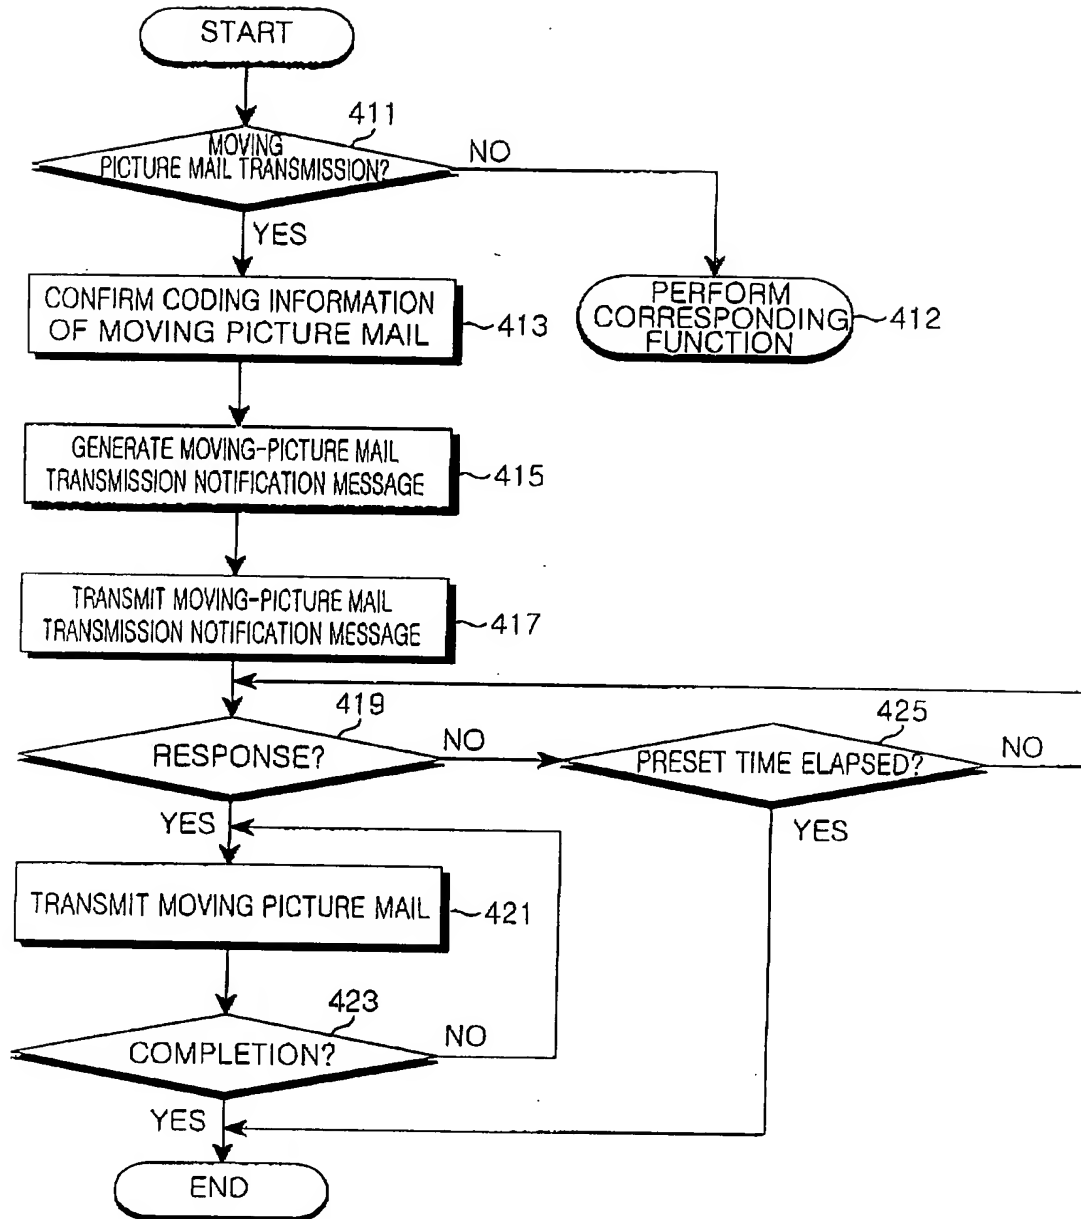 START
411
MOVING
PICTURE MAIL TRANSMISSION?
NO
YES
CONFIRM CODING INFORMATION
OF MOVING PICTURE MAIL
413
PERFORM
CORRESPONDING
FUNCTION
412
GENERATE MOVING-PICTURE MAIL
TRANSMISSION NOTIFICATION MESSAGE
415
TRANSMIT MOVING-PICTURE MAIL
TRANSMISSION NOTIFICATION MESSAGE
417
419
RESPONSE?
NO
425
PRESET TIME ELAPSED?
NO
YES
YES
TRANSMIT MOVING PICTURE MAIL
421
423
COMPLETION?
NO
YES
END